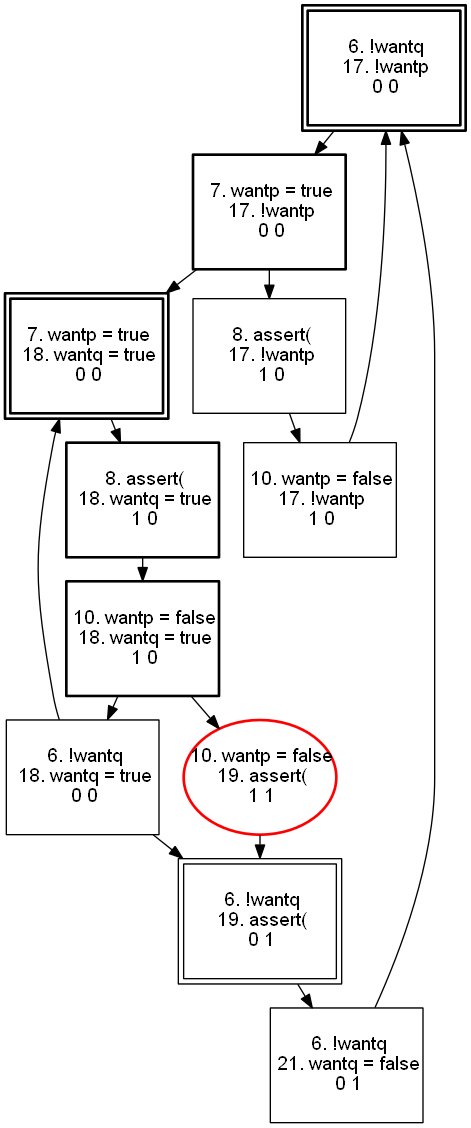 6. !wantq
17. !wantp
0 0
7. wantp = true
17. !wantp
0 0
7. wantp = true
18. wantq = true
0 0
8. assert(
17. !wantp
1 0
8. assert(
18. wantq = true
1 0
10. wantp = false
17. !wantp
1 0
10. wantp = false
18. wantq = true
1 0
6. !wantq
18. wantq = true
0 0
10. wantp = false
19. assert(
1 1
6. !wantq
19. assert(
0 1
6. !wantq
21. wantq = false
0 1